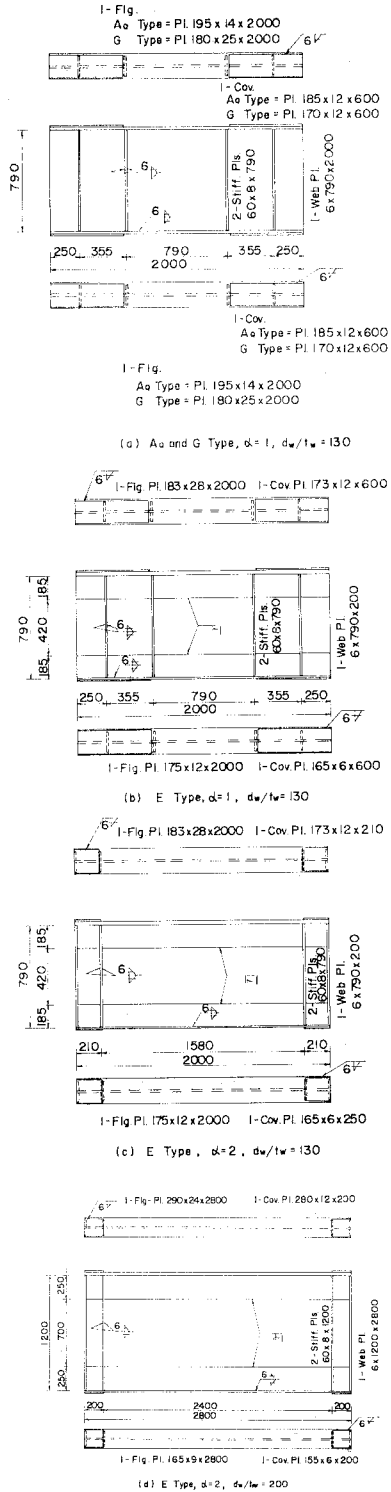 1-Flg.
Aa Type = Pl. 195 x 14 x 2000
G Type = Pl. 180 x 25 x 2000
6
1-Cov.
Aa Type = Pl. 185 x 12 x 600
G Type = Pl. 170 x 12 x 600
790
6
6
2-Stiff. Pls.
60 x 8 x 790
1-Web Pl.
6 x 790 x 2000
250 355 790 355 250
2000
6
1-Cov.
Aa Type = Pl. 185 x 12 x 600
G Type = Pl. 170 x 12 x 600
1-Flg.
Aa Type = Pl. 195 x 14 x 2000
G Type = Pl. 180 x 25 x 2000
(a) Aa and G Type, α=1, dw/tw = 130
6
1-Flg. Pl. 183 x 28 x 2000 1-Cov. Pl. 173 x 12 x 600
790
185
420
185
6
6
2-Stiff. Pls.
60 x 8 x 790
1-Web Pl.
6 x 790 x 200
250 355 790 355 250
2000
6
1-Flg. Pl. 175 x 12 x 2000 1-Cov. Pl. 165 x 6 x 600
(b) E Type, α=1, dw/tw = 130
6
1-Flg. Pl. 183 x 28 x 2000 1-Cov. Pl. 173 x 12 x 210
790
185
420
185
6
6
2-Stiff. Pls.
60 x 8 x 790
1-Web Pl.
6 x 790 x 200
210 1580 210
2000
6
1-Flg. Pl. 175 x 12 x 2000 1-Cov. Pl. 165 x 6 x 250
(c) E Type, α=2, dw/tw = 130
6
1-Flg- Pl. 290 x 24 x 2800 1-Cov. Pl. 280 x 12 x 200
1200
250
700
250
6
6
2-Stiff. Pls.
60 x 8 x 1200
1-Web Pl.
6 x 1200 x 2800
200 2400 200
2800
6
1-Flg. Pl. 165 x 9 x 2800 1-Cov. Pl. 155 x 6 x 200
(d) E Type, α=2, dw/tw = 200